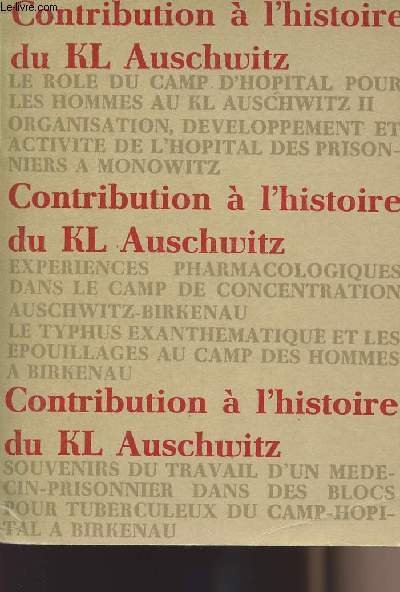 Le-livre.fr
Contribution à l'histoire
du KL Auschwitz
LE ROLE DU CAMP D'HOPITAL POUR
LES HOMMES AU KL AUSCHWITZ II
ORGANISATION, DEVELOPPEMENT ET
ACTIVITE DE L'HOPITAL DES PRISON-
NIERS A MONOWITZ
Contribution à l'histoire
du KL Auschwitz
EXPERIENCES PHARMACOLOGIQUES
DANS LE CAMP DE CONCENTRATION
AUSCHWITZ-BIRKENAU
LE TYPHUS EXANTHEMATIQUE ET LES
EPOUILLAGES AU CAMP DES HOMMES
A BIRKENAU
Contribution à l'histoire
du KL Auschwitz
SOUVENIRS DU TRAVAIL D'UN MEDE-
CIN-PRISONNIER DANS DES BLOCS
POUR TUBERCULEUX DU CAMP-HOPI-
TAL A BIRKENAU